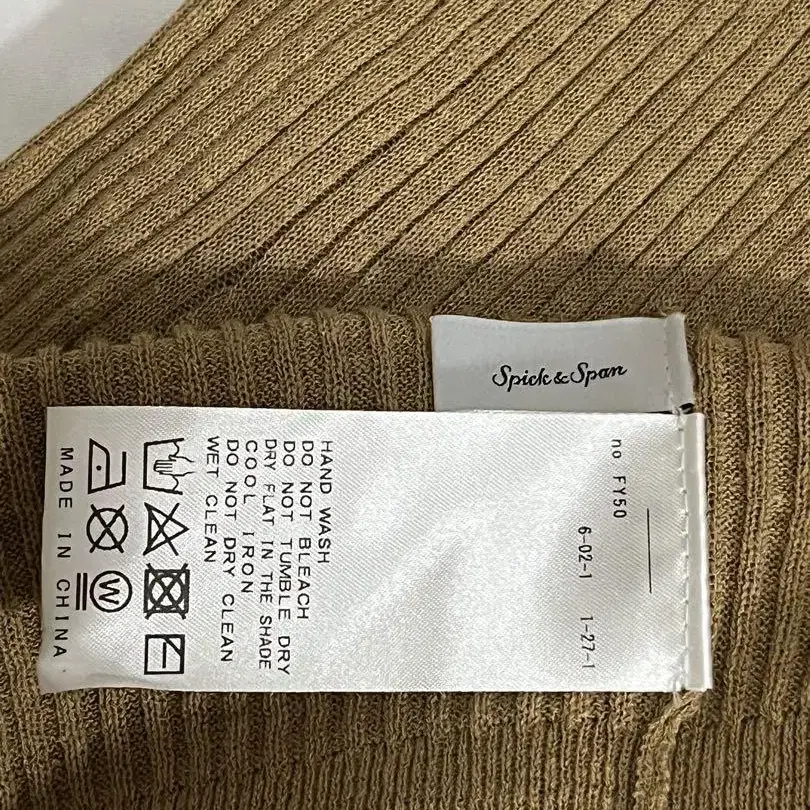 Spick & Span
no FY50
6-02-1 1-27-1
HAND WASH
DO NOT BLEACH
DO NOT TUMBLE DRY
DRY FLAT IN THE SHADE
COOL IRON
DO NOT DRY CLEAN
WET CLEAN
W
MADE IN CHINA